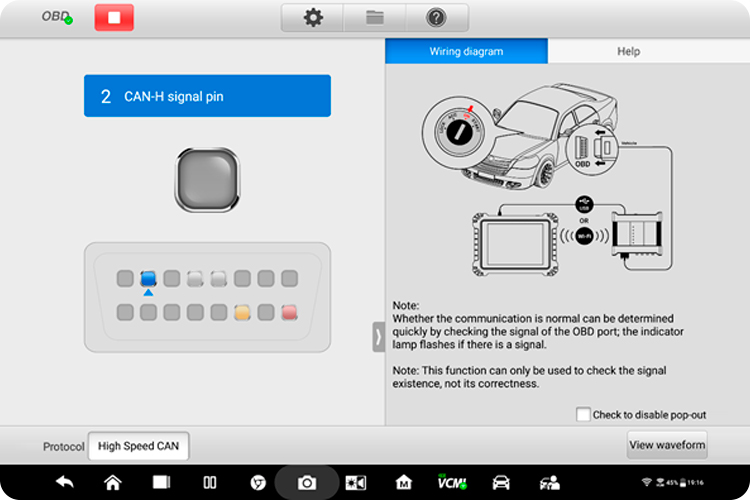 OBD
Wiring diagram
Help
2 CAN-H signal pin
LOCK ACC ON START
OBD
Vehicle
USB
OR
Wi-Fi
Note:
Whether the communication is normal can be determined
quickly by checking the signal of the OBD port; the indicator
lamp flashes if there is a signal.
Note: This function can only be used to check the signal
existence, not its correctness.
Check to disable pop-out
Protocol
High Speed CAN
View waveform
M
VCMI
45%
19:16